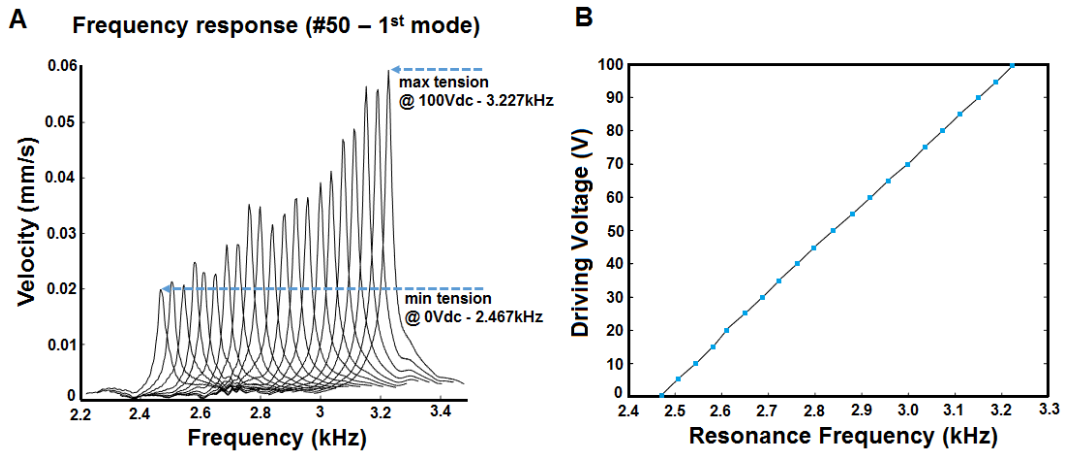 A
Frequency response (#50 – 1st mode)
Velocity (mm/s)
0.06
0.05
0.04
0.03
0.02
0.01
0
max tension
@ 100Vdc - 3.227kHz
min tension
@ 0Vdc - 2.467kHz
2.2 2.4 2.6 2.8 3 3.2 3.4
Frequency (kHz)
B
Driving Voltage (V)
100
90
80
70
60
50
40
30
20
10
0
2.4 2.5 2.6 2.7 2.8 2.9 3.0 3.1 3.2 3.3
Resonance Frequency (kHz)